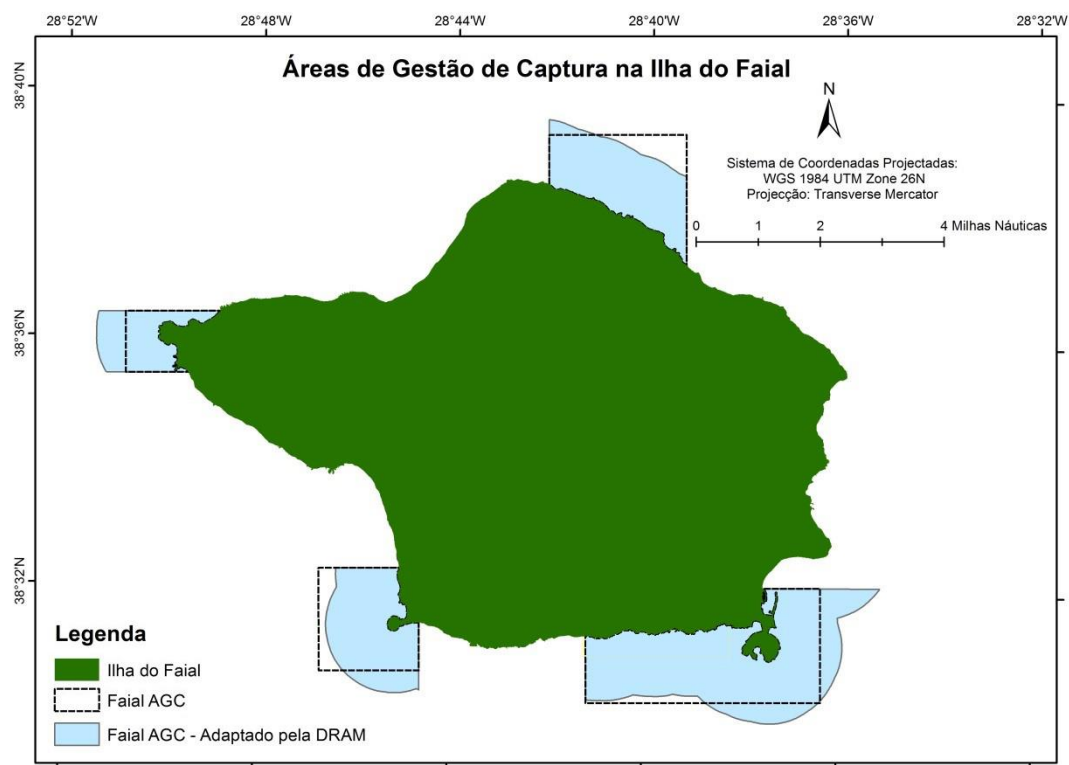 28°52'W 28°48'W 28°44'W 28°40'W 28°36'W 28°32'W
Áreas de Gestão de Captura na Ilha do Faial
38°40'N
N
Sistema de Coordenadas Projectadas:
WGS 1984 UTM Zone 26N
Projecção: Transverse Mercator
0 1 2 4 Milhas Náuticas
38°36'N
38°32'N
Legenda
Ilha do Faial
Faial AGC
Faial AGC - Adaptado pela DRAM